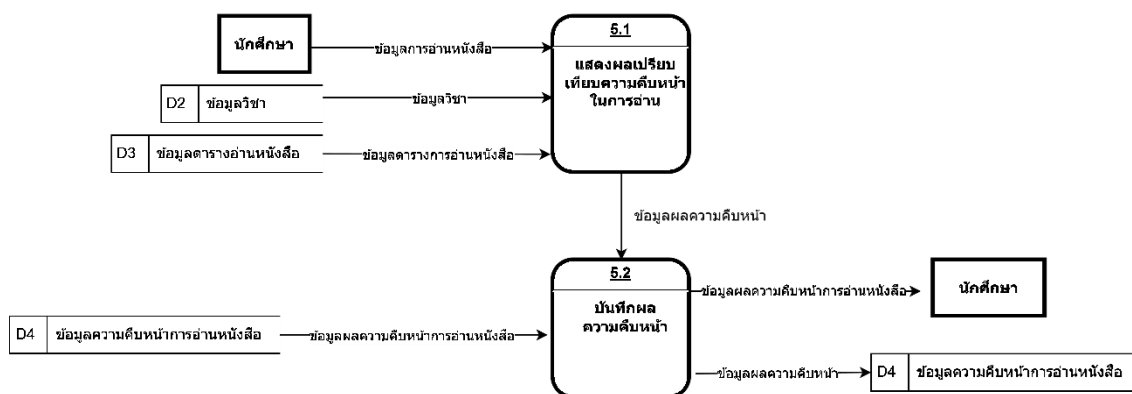 นักศึกษา
ข้อมูลการอ่านหนังสือ
5.1
แสดงผลเปรียบ
เทียบความคืบหน้า
ในการอ่าน
D2 ข้อมูลวิชา
ข้อมูลวิชา
D3 ข้อมูลตารางอ่านหนังสือ
ข้อมูลตารางการอ่านหนังสือ
ข้อมูลผลความคืบหน้า
5.2
บันทึกผล
ความคืบหน้า
ข้อมูลผลความคืบหน้าการอ่านหนังสือ
นักศึกษา
D4 ข้อมูลความคืบหน้าการอ่านหนังสือ
ข้อมูลผลความคืบหน้าการอ่านหนังสือ
ข้อมูลผลความคืบหน้า
D4 ข้อมูลความคืบหน้าการอ่านหนังสือ